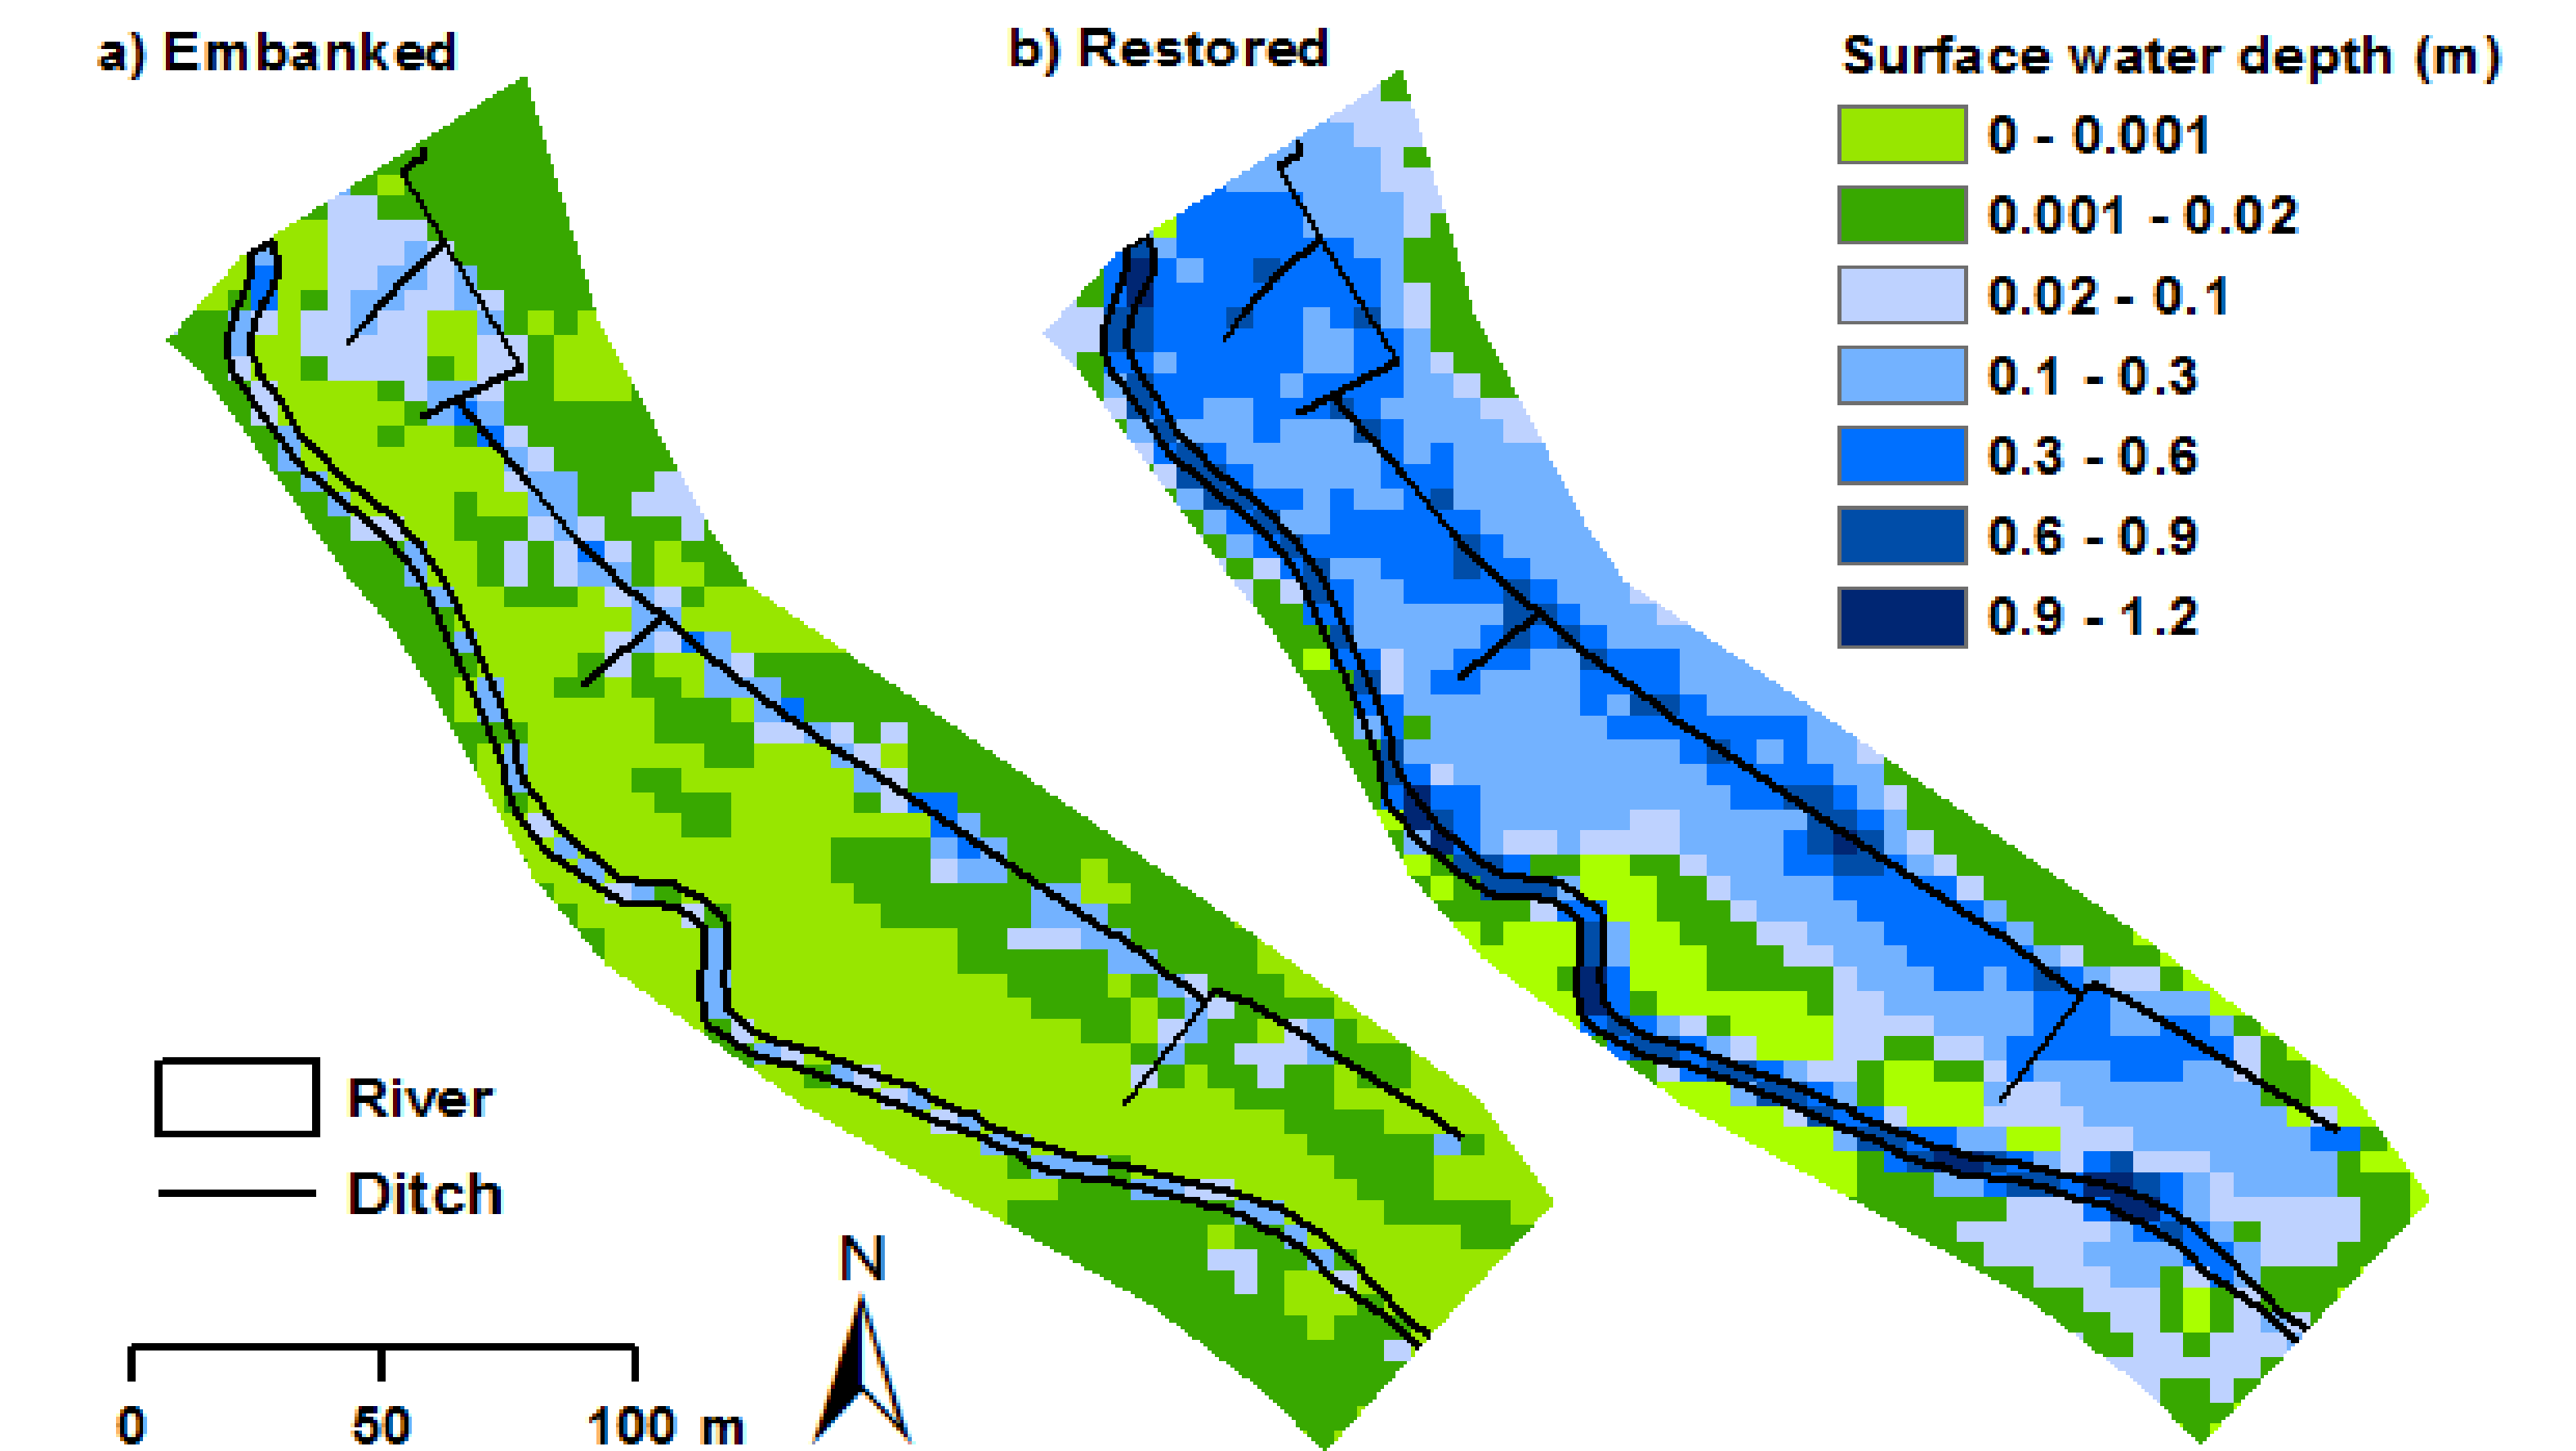 a) Embanked
b) Restored
Surface water depth (m)
0 - 0.001
0.001 - 0.02
0.02 - 0.1
0.1 - 0.3
0.3 - 0.6
0.6 - 0.9
0.9 - 1.2
River
Ditch
N
0 50 100 m